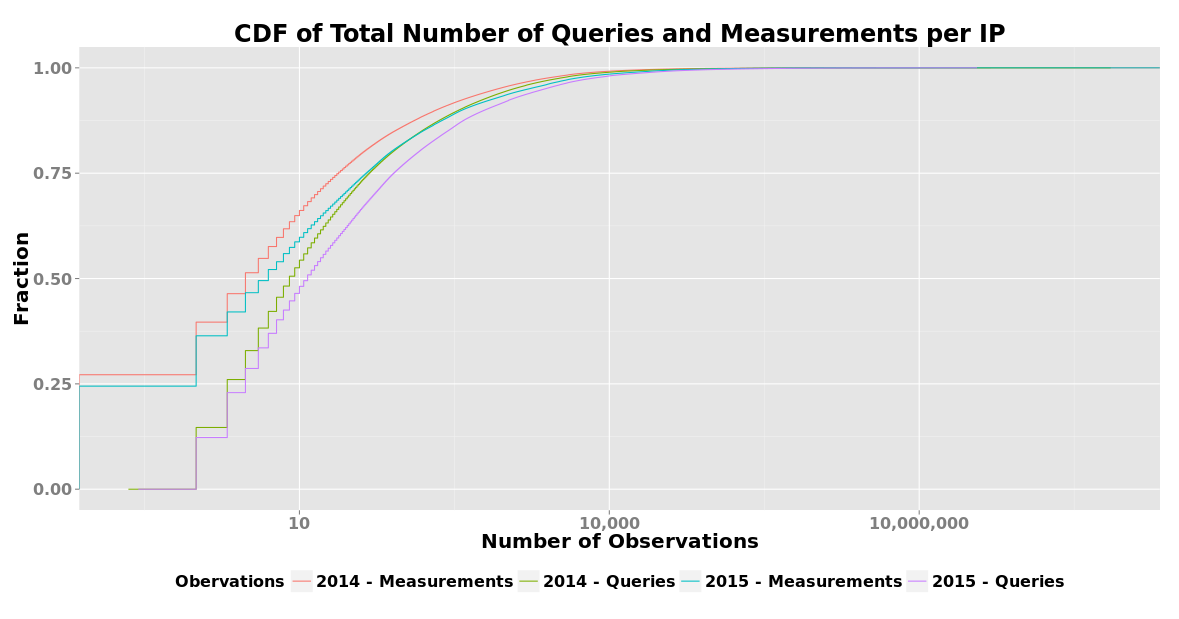 CDF of Total Number of Queries and Measurements per IP
Fraction
1.00
0.75
0.50
0.25
0.00
10 10,000 10,000,000
Number of Observations
Obervations 2014 - Measurements 2014 - Queries 2015 - Measurements 2015 - Queries